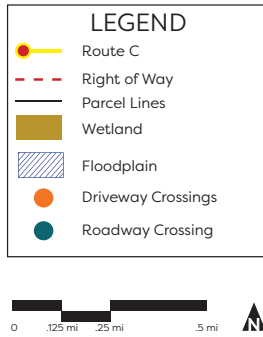 LEGEND
Route C
Right of Way
Parcel Lines
Wetland
Floodplain
Driveway Crossings
Roadway Crossing
0 .125 mi .25 mi .5 mi
N